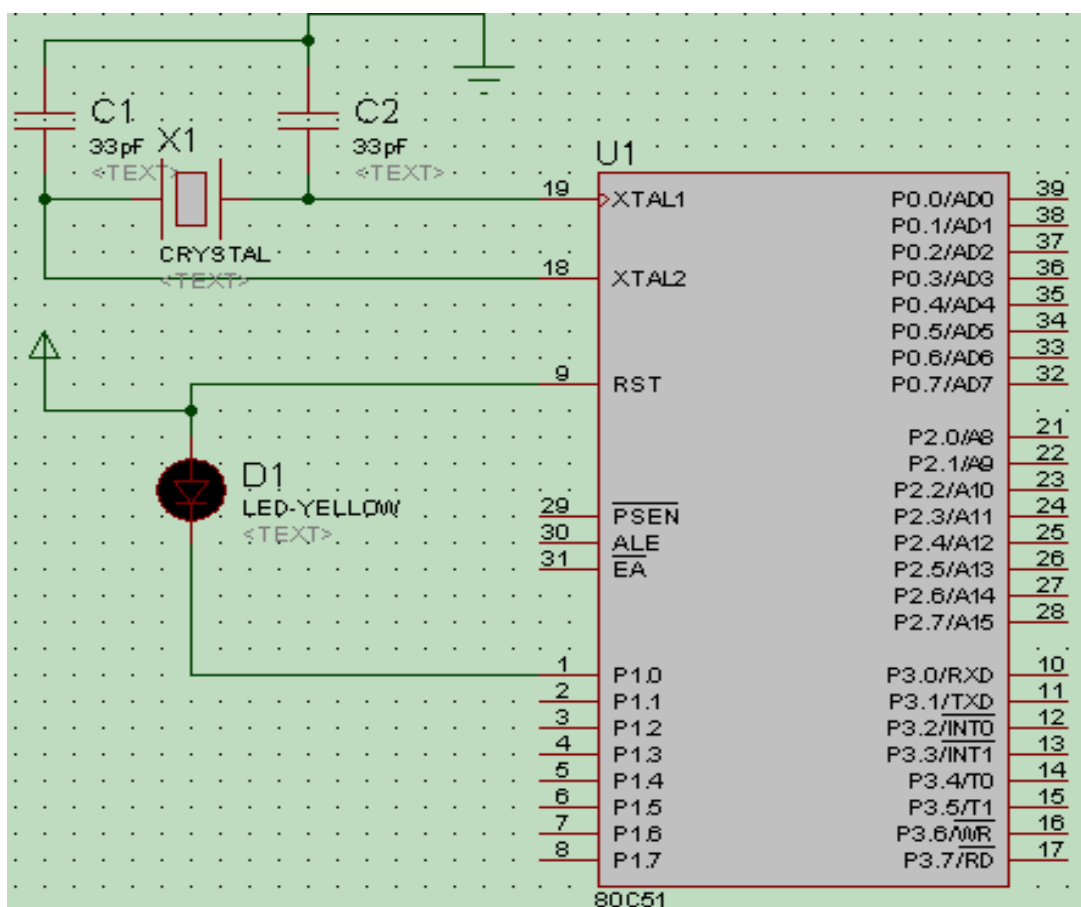 C1
33pF
<TEXT>
X1
CRYSTAL
<TEXT>
C2
33pF
<TEXT>
U1
19 XTAL1
18 XTAL2
9 RST
29 PSEN
30 ALE
31 EA
1 P1.0
2 P1.1
3 P1.2
4 P1.3
5 P1.4
6 P1.5
7 P1.6
8 P1.7
P0.0/AD0 39
P0.1/AD1 38
P0.2/AD2 37
P0.3/AD3 36
P0.4/AD4 35
P0.5/AD5 34
P0.6/AD6 33
P0.7/AD7 32
P2.0/A8 21
P2.1/A9 22
P2.2/A10 23
P2.3/A11 24
P2.4/A12 25
P2.5/A13 26
P2.6/A14 27
P2.7/A15 28
P3.0/RXD 10
P3.1/TXD 11
P3.2/INT0 12
P3.3/INT1 13
P3.4/T0 14
P3.5/T1 15
P3.6/WR 16
P3.7/RD 17
80C51
D1
LED-YELLOW
<TEXT>